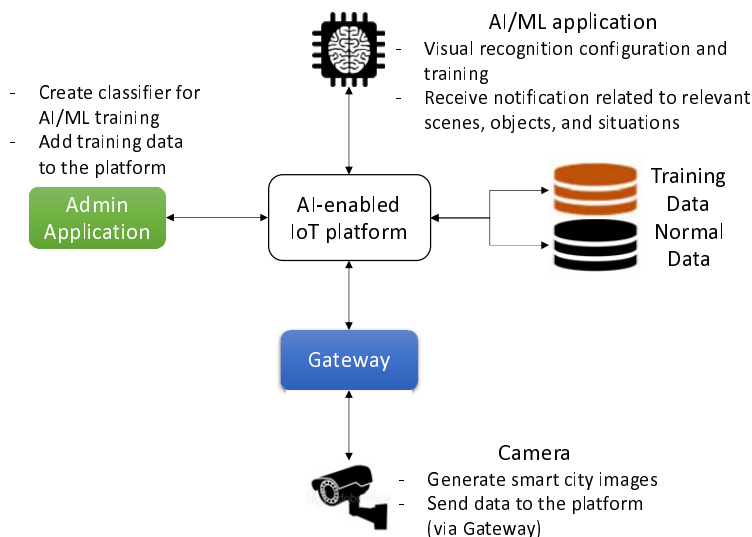 AI/ML application
- Visual recognition configuration and
training
- Receive notification related to relevant
scenes, objects, and situations
- Create classifier for
AI/ML training
- Add training data
to the platform
Admin
Application
AI-enabled
IoT platform
Training
Data
Normal
Data
Gateway
Camera
- Generate smart city images
- Send data to the platform
(via Gateway)